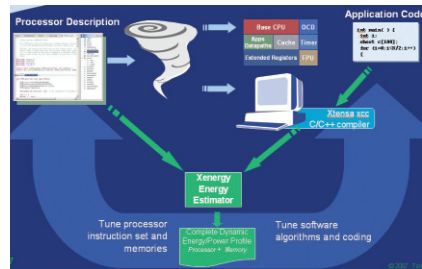 Processor Description
Application Code
Base CPU
OCD
Apps
Datapaths
Cache
Timer
Extended Registers
FPU
int main( ) {
int i;
short c[100];
for (i=0;i<N/2;i++)
{
Xtensa xcc
C/C++ compiler
Xenergy
Energy
Estimator
Tune processor
instruction set and
memories
Tune software
algorithms and coding
Complete Dynamic
Energy/Power Profile
Processor + Memory